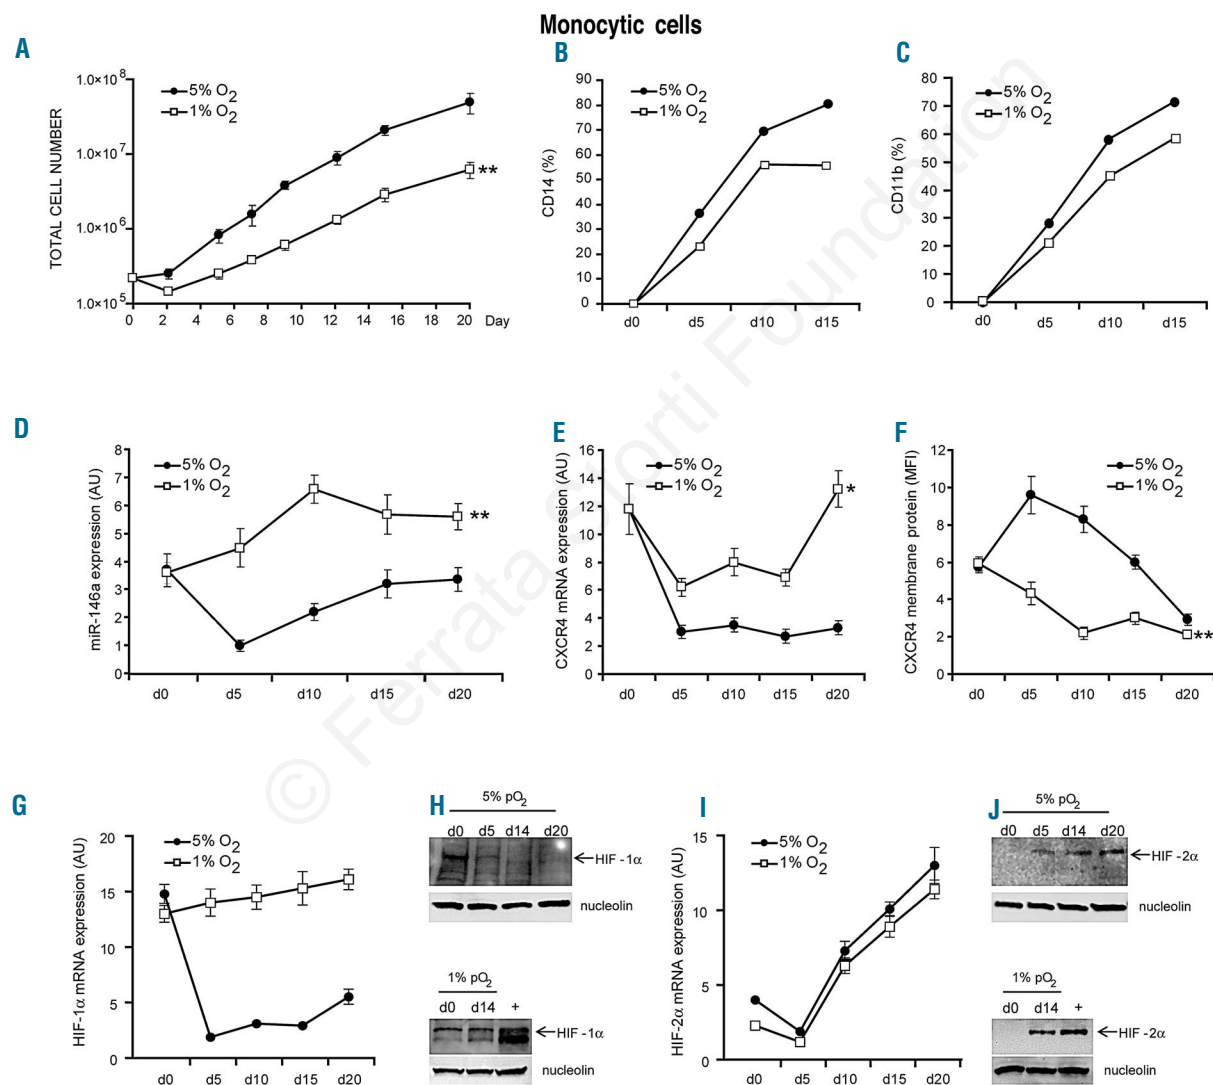 Monocytic cells
A
TOTAL CELL NUMBER
1.0×10⁸
1.0×10⁷
1.0×10⁶
1.0×10⁵
5% O₂
1% O₂
**
0 2 4 6 8 10 12 14 16 18 20 Day
B
CD14 (%)
90
80
70
60
50
40
30
20
10
0
5% O₂
1% O₂
d0 d5 d10 d15
C
CD11b (%)
80
70
60
50
40
30
20
10
0
5% O₂
1% O₂
d0 d5 d10 d15
D
miR-146a expression (AU)
8
7
6
5
4
3
2
1
0
5% O₂
1% O₂
**
d0 d5 d10 d15 d20
E
CXCR4 mRNA expression (AU)
16
14
12
10
8
6
4
2
0
5% O₂
1% O₂
*
d0 d5 d10 d15 d20
F
CXCR4 membrane protein (MFI)
12
10
8
6
4
2
0
5% O₂
1% O₂
**
d0 d5 d10 d15 d20
G
HIF-1α mRNA expression (AU)
20
15
10
5
0
5% O₂
1% O₂
d0 d5 d10 d15 d20
H
5% pO₂
d0 d5 d14 d20
HIF -1α
nucleolin
1% pO₂
d0 d14 +
HIF -1α
nucleolin
I
HIF-2α mRNA expression (AU)
15
10
5
0
5% O₂
1% O₂
d0 d5 d10 d15 d20
J
5% pO₂
d0 d5 d14 d20
HIF -2α
nucleolin
1% pO₂
d0 d14 +
HIF -2α
nucleolin
© Ferrata Storti Foundation